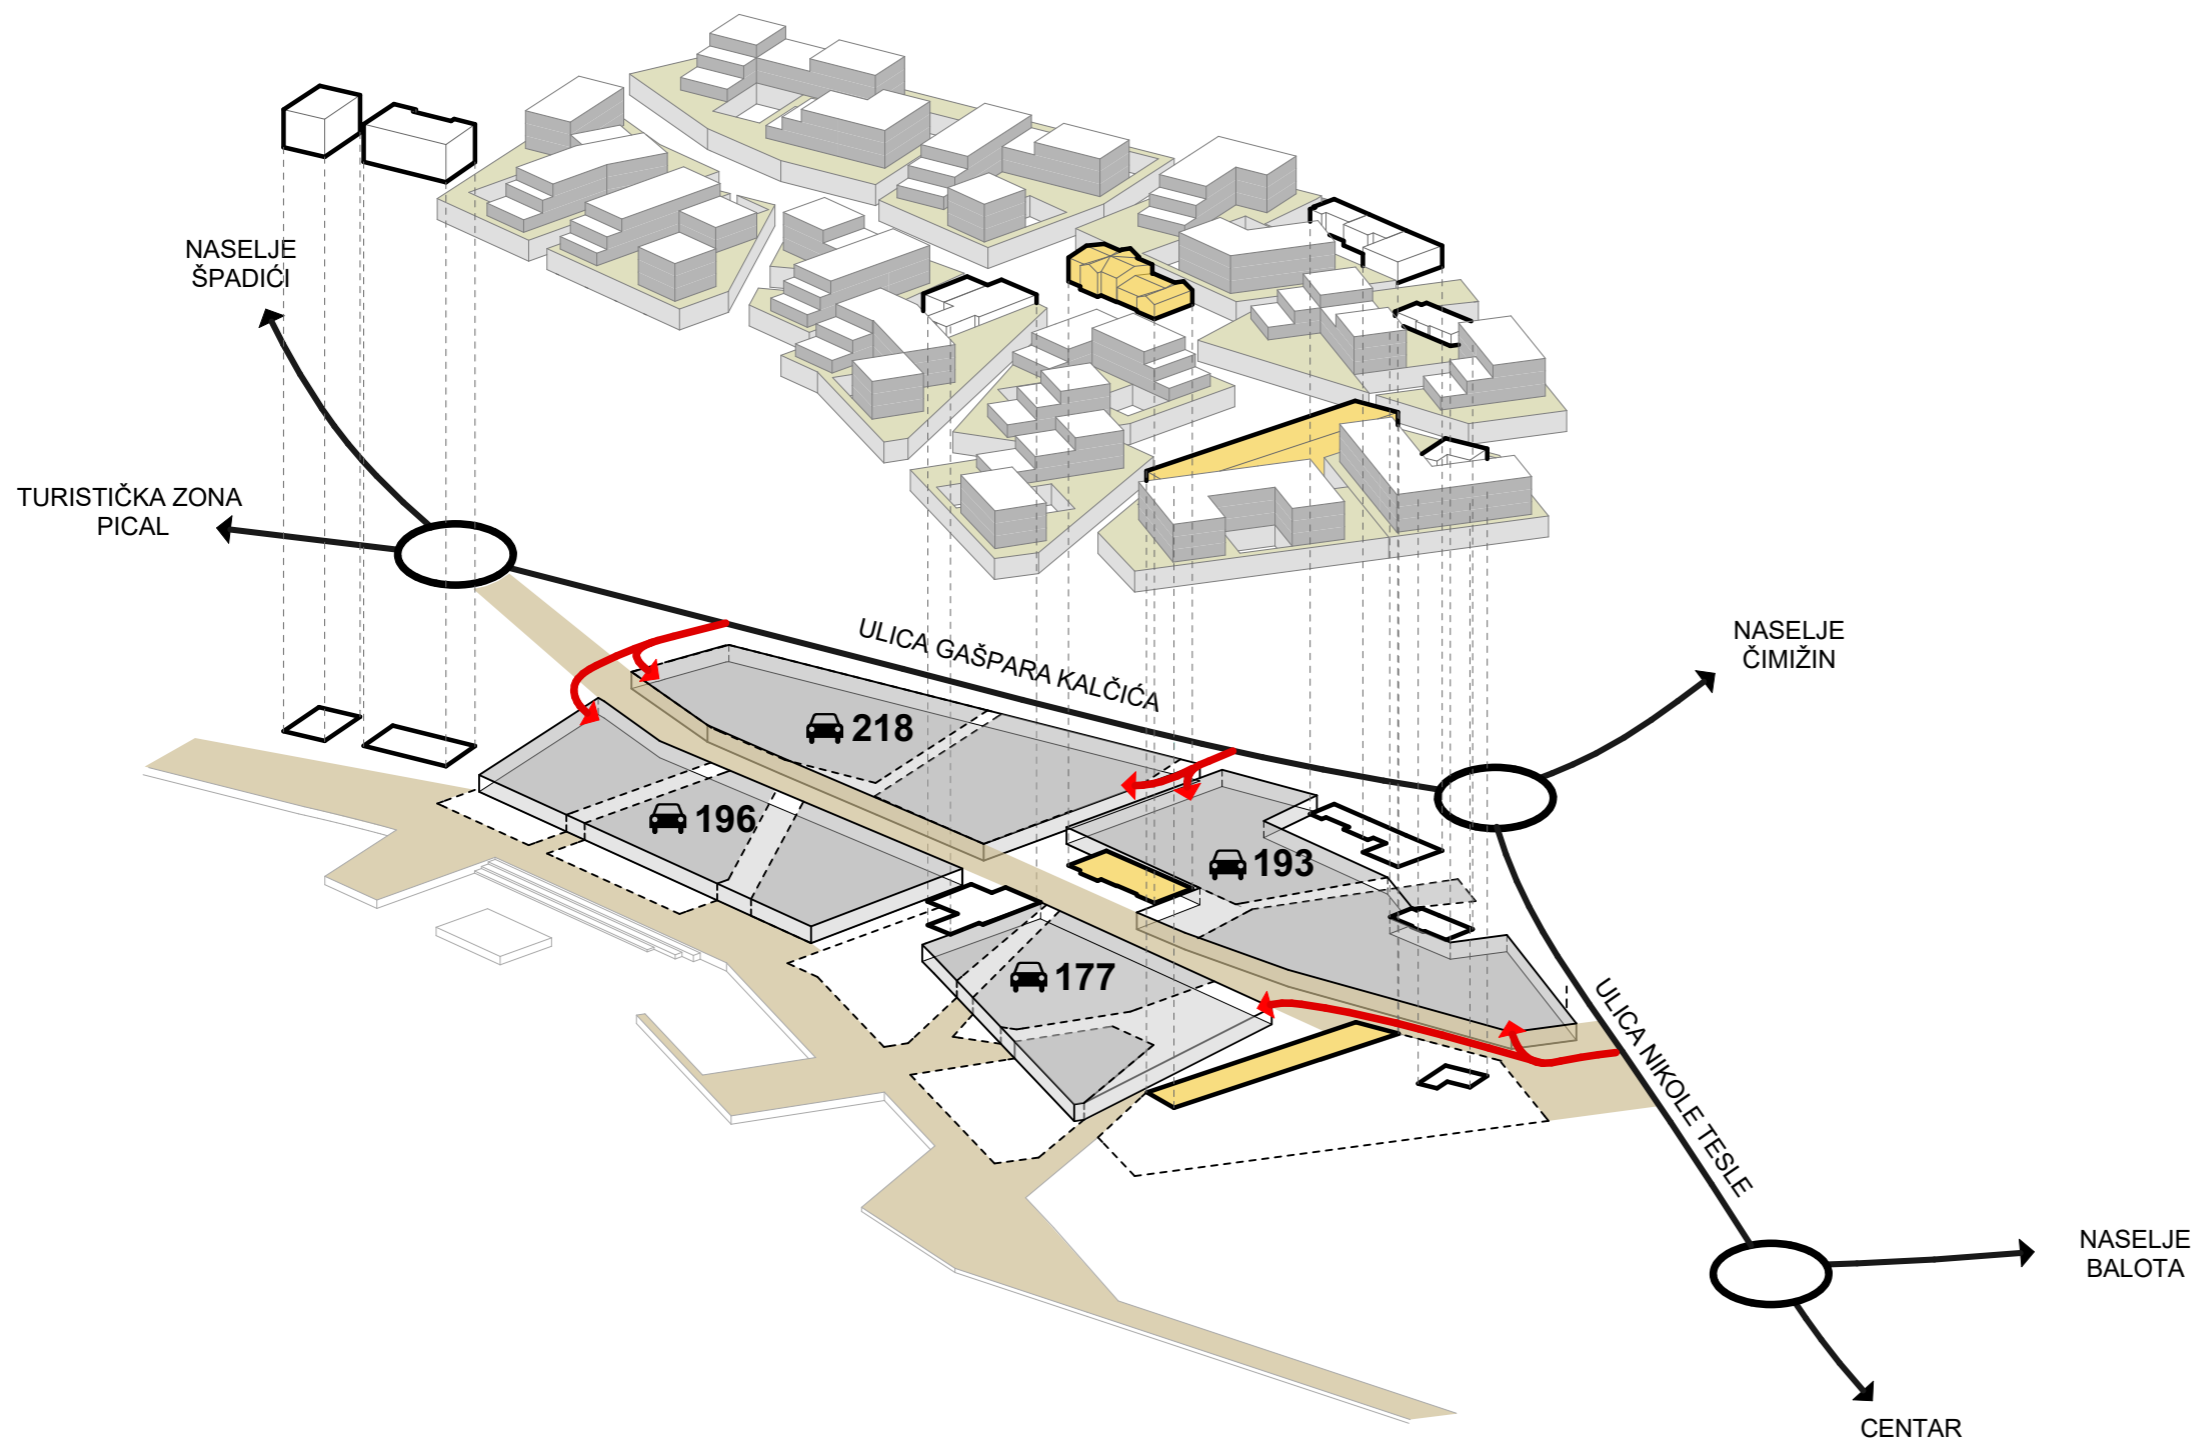 NASELJE
ŠPADIĆI
TURISTIČKA ZONA
PICAL
ULICA GAŠPARA KALČIĆA
NASELJE
ČIMIŽIN
218
196
193
177
ULICA NIKOLE TESLE
NASELJE
BALOTA
CENTAR